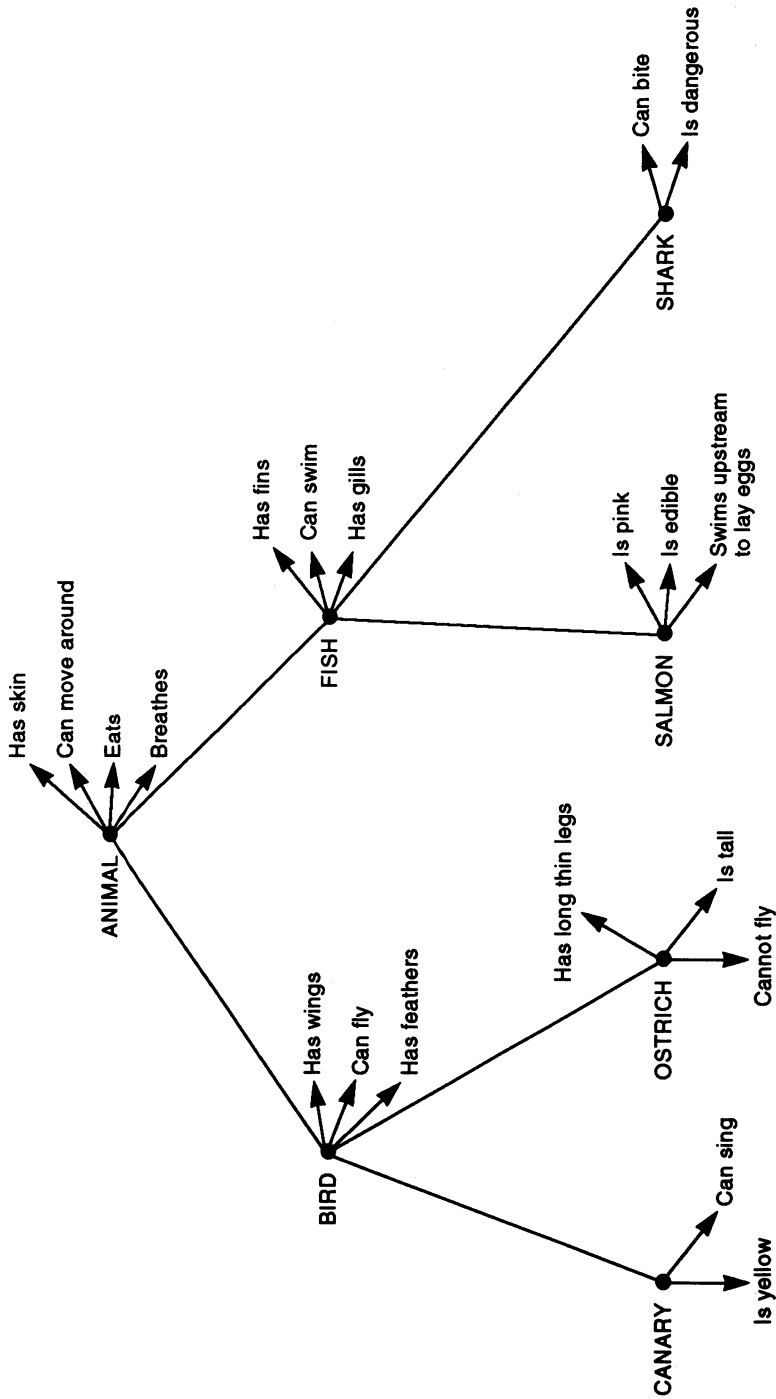 Has skin
Can move around
Eats
Breathes
ANIMAL
Has wings
Can fly
Has feathers
BIRD
Has fins
Can swim
Has gills
FISH
CANARY
Can sing
Is yellow
Has long thin legs
Is tall
Cannot fly
OSTRICH
Is pink
Is edible
Swims upstream
to lay eggs
SALMON
Can bite
Is dangerous
SHARK